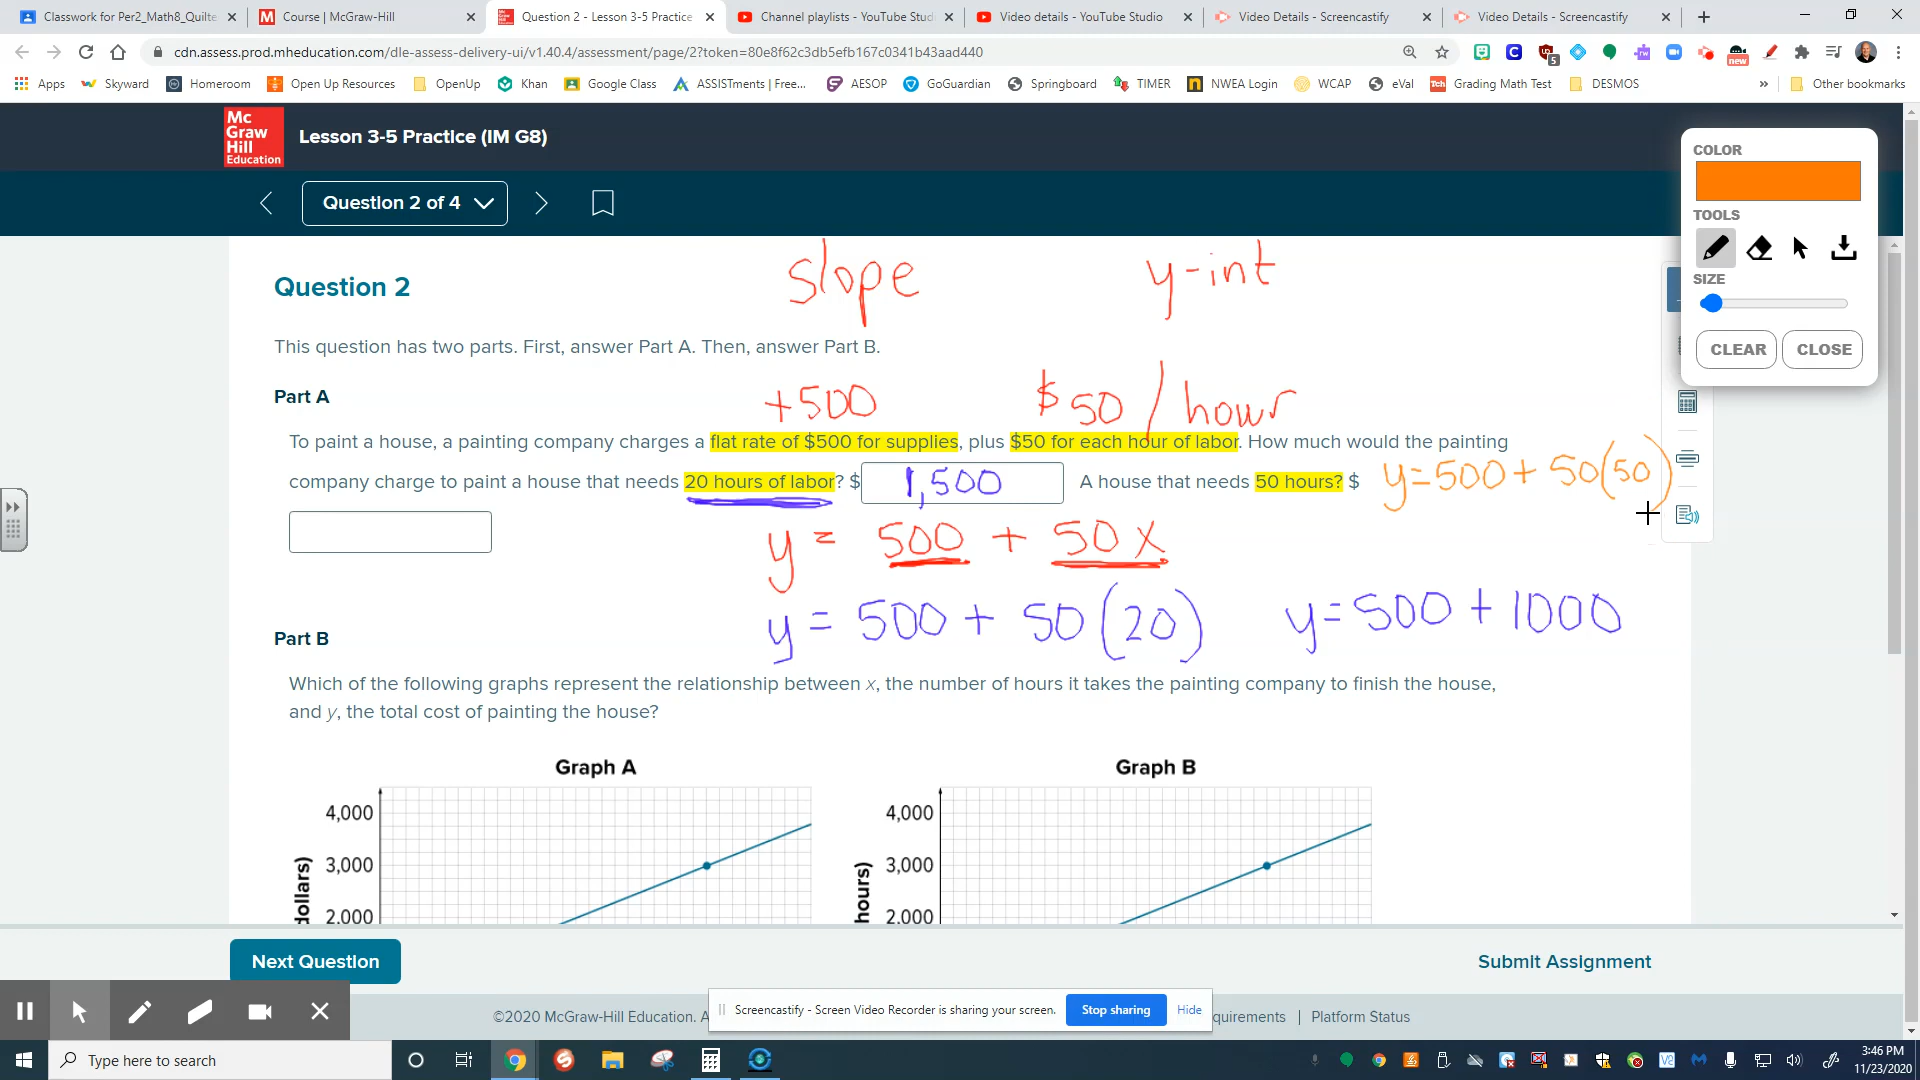 Classwork for Per2_Math8_Quilte
Course | McGraw-Hill
Question 2 - Lesson 3-5 Practice
Channel playlists - YouTube Stud
Video details - YouTube Studio
Video Details - Screencastify
Video Details - Screencastify
cdn.assess.prod.mheducation.com/dle-assess-delivery-ui/v1.40.4/assessment/page/2?token=80e8f62c3db5efb167c0341b43aad440
Apps Skyward Homeroom Open Up Resources OpenUp Khan Google Class ASSISTments | Free... AESOP GoGuardian Springboard TIMER NWEA Login WCAP eVal Grading Math Test DESMOS » Other bookmarks
Mc
Graw
Hill
Education
Lesson 3-5 Practice (IM G8)
COLOR
Question 2 of 4
TOOLS
SIZE
CLEAR CLOSE
slope y-int
Question 2
This question has two parts. First, answer Part A. Then, answer Part B.
Part A
+500 $50 / hour
To paint a house, a painting company charges a flat rate of $500 for supplies, plus $50 for each hour of labor. How much would the painting
company charge to paint a house that needs 20 hours of labor? $ 1,500 A house that needs 50 hours? $ y=500+ 50(50)
y = 500 + 50x
y = 500 + 50(20) y=500 + 1000
Part B
Which of the following graphs represent the relationship between x, the number of hours it takes the painting company to finish the house,
and y, the total cost of painting the house?
Graph A Graph B
4,000 4,000
3,000 3,000
2,000 2,000
dollars)
hours)
Next Question
Submit Assignment
©2020 McGraw-Hill Education. A
Screencastify - Screen Video Recorder is sharing your screen. Stop sharing Hide
quirements | Platform Status
Type here to search
3:46 PM
11/23/2020